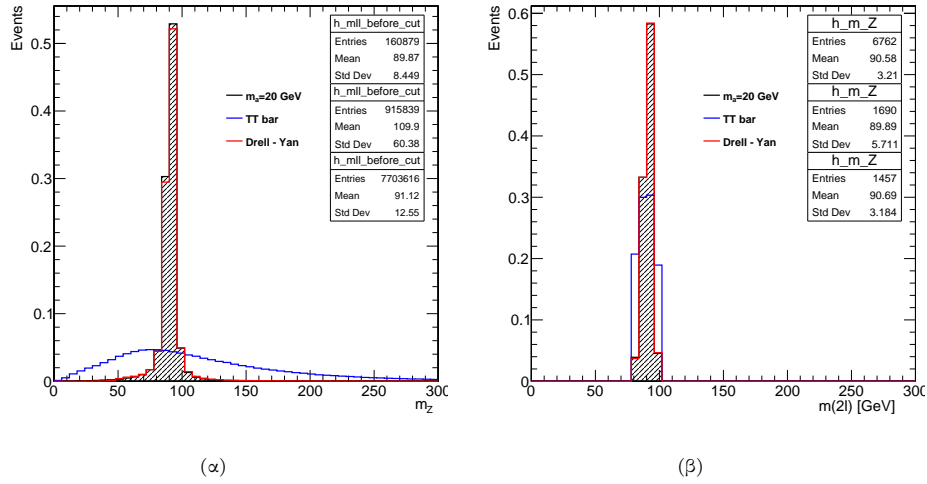 Events
h_mll_before_cut
Entries 160879
Mean 89.87
Std Dev 8.449
h_mll_before_cut
Entries 915839
Mean 109.9
Std Dev 60.38
h_mll_before_cut
Entries 7703616
Mean 91.12
Std Dev 12.55
mₐ=20 GeV
TT bar
Drell - Yan
0.5
0.4
0.3
0.2
0.1
0
0 50 100 150 200 250 300
m_Z
(α)
Events
h_m_Z
Entries 6762
Mean 90.58
Std Dev 3.21
h_m_Z
Entries 1690
Mean 89.89
Std Dev 5.711
h_m_Z
Entries 1457
Mean 90.69
Std Dev 3.184
mₐ=20 GeV
TT bar
Drell - Yan
0.6
0.5
0.4
0.3
0.2
0.1
0
0 50 100 150 200 250 300
m(2l) [GeV]
(β)